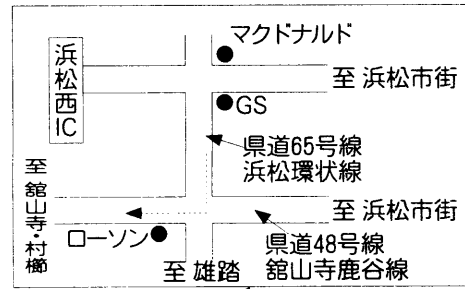 マクドナルド
浜松西IC
至 浜松市街
GS
県道65号線
浜松環状線
至 舘山寺・村櫛
至 浜松市街
ローソン
県道48号線
舘山寺鹿谷線
至 雄踏